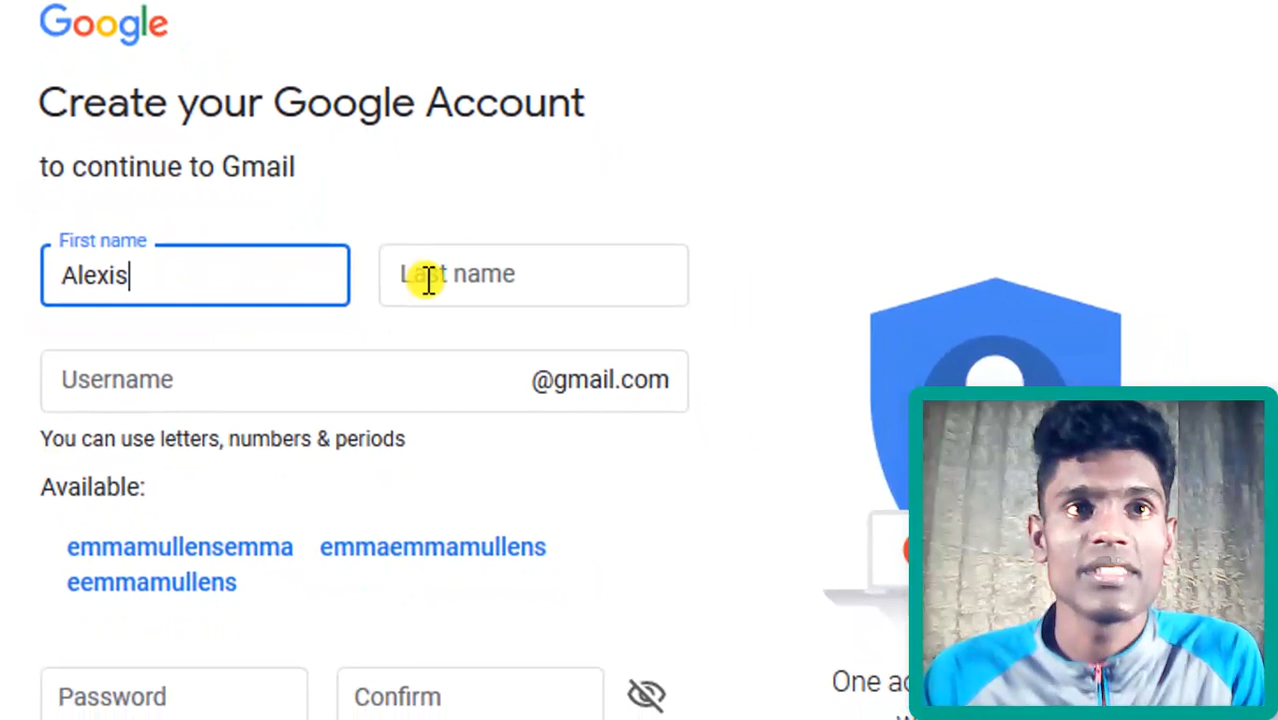 Google
Create your Google Account
to continue to Gmail
First name
Alexis
Last name
Username
@gmail.com
You can use letters, numbers & periods
Available:
emmamullensemma emmaemmamullens
eemmamullens
Password
Confirm
One